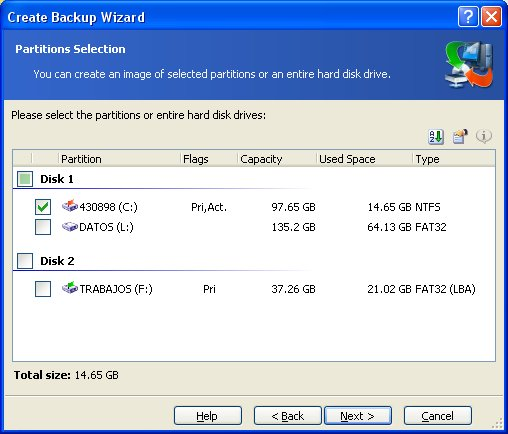 Create Backup Wizard
Partitions Selection
You can create an image of selected partitions or an entire hard disk drive.
Please select the partitions or entire hard disk drives:
Partition Flags Capacity Used Space Type
Disk 1
430898 (C:) Pri,Act. 97.65 GB 14.65 GB NTFS
DATOS (L:) 135.2 GB 64.13 GB FAT32
Disk 2
TRABAJOS (F:) Pri 37.26 GB 21.02 GB FAT32 (LBA)
Total size: 14.65 GB
Help < Back Next > Cancel